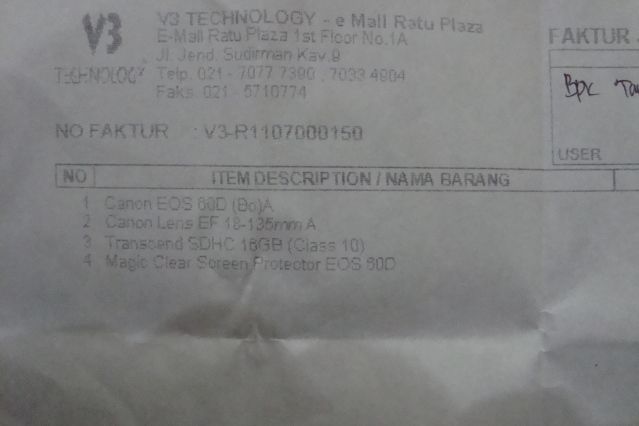 V3 TECHNOLOGY - e Mall Ratu Plaza
E-Mall Ratu Plaza 1st Floor No.1A
Jl. Jend. Sudirman Kav.9
Telp. 021 - 7077 7390 , 7033 4904
Faks. 021 - 5710774
V3
TECHNOLOGY
FAKTUR
Bpk
USER
NO FAKTUR : V3-R1107000150
NO ITEM DESCRIPTION / NAMA BARANG
1 Canon EOS 60D (Bo)A
2 Canon Lens EF 18-135mm A
3 Transcend SDHC 16GB (Class 10)
4 Magic Clear Screen Protector EOS 60D